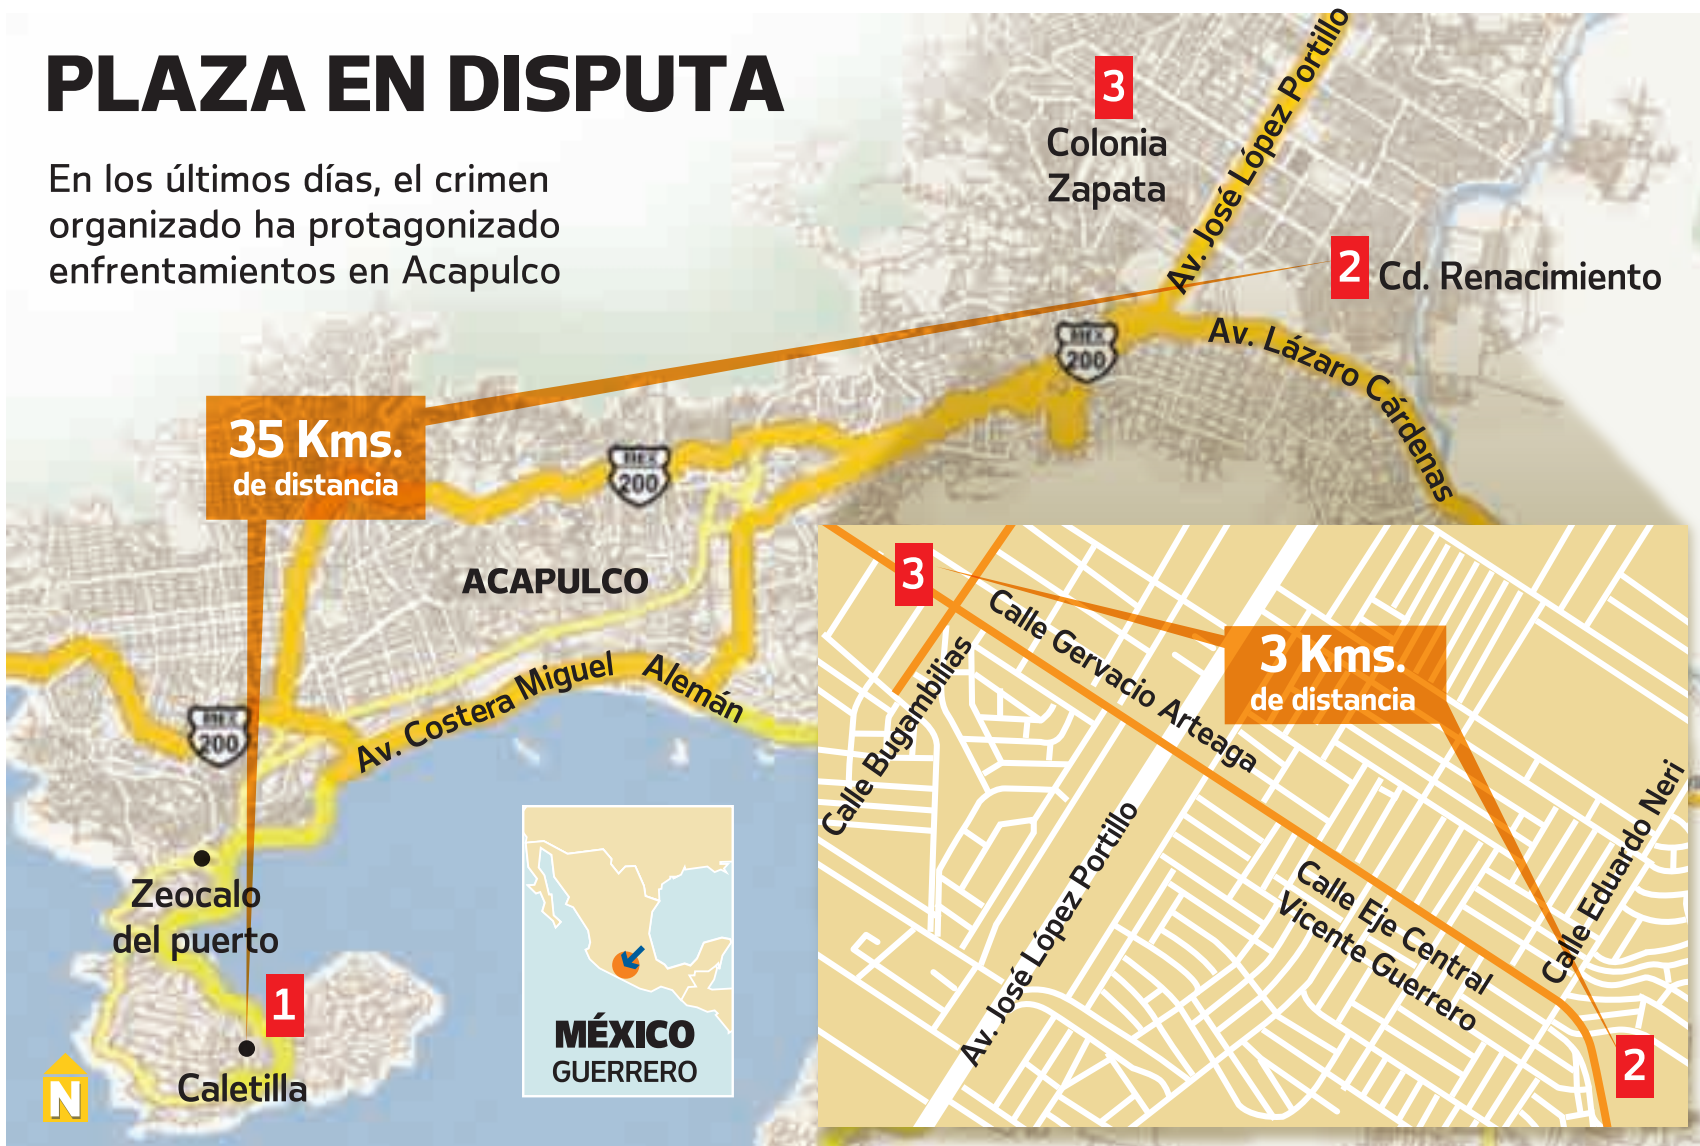 PLAZA EN DISPUTA
En los últimos días, el crimen
organizado ha protagonizado
enfrentamientos en Acapulco
3
Colonia
Zapata
Av. José López Portillo
2
Cd. Renacimiento
MEX
200
Av. Lázaro Cárdenas
35 Kms.
de distancia
MEX
200
ACAPULCO
Av. Costera Miguel Alemán
MEX
200
Zeocalo
del puerto
1
Caletilla
N
MÉXICO
GUERRERO
3
Calle Gervacio Arteaga
3 Kms.
de distancia
Calle Bugambilias
Av. José López Portillo
Calle Eje Central
Vicente Guerrero
Calle Eduardo Neri
2